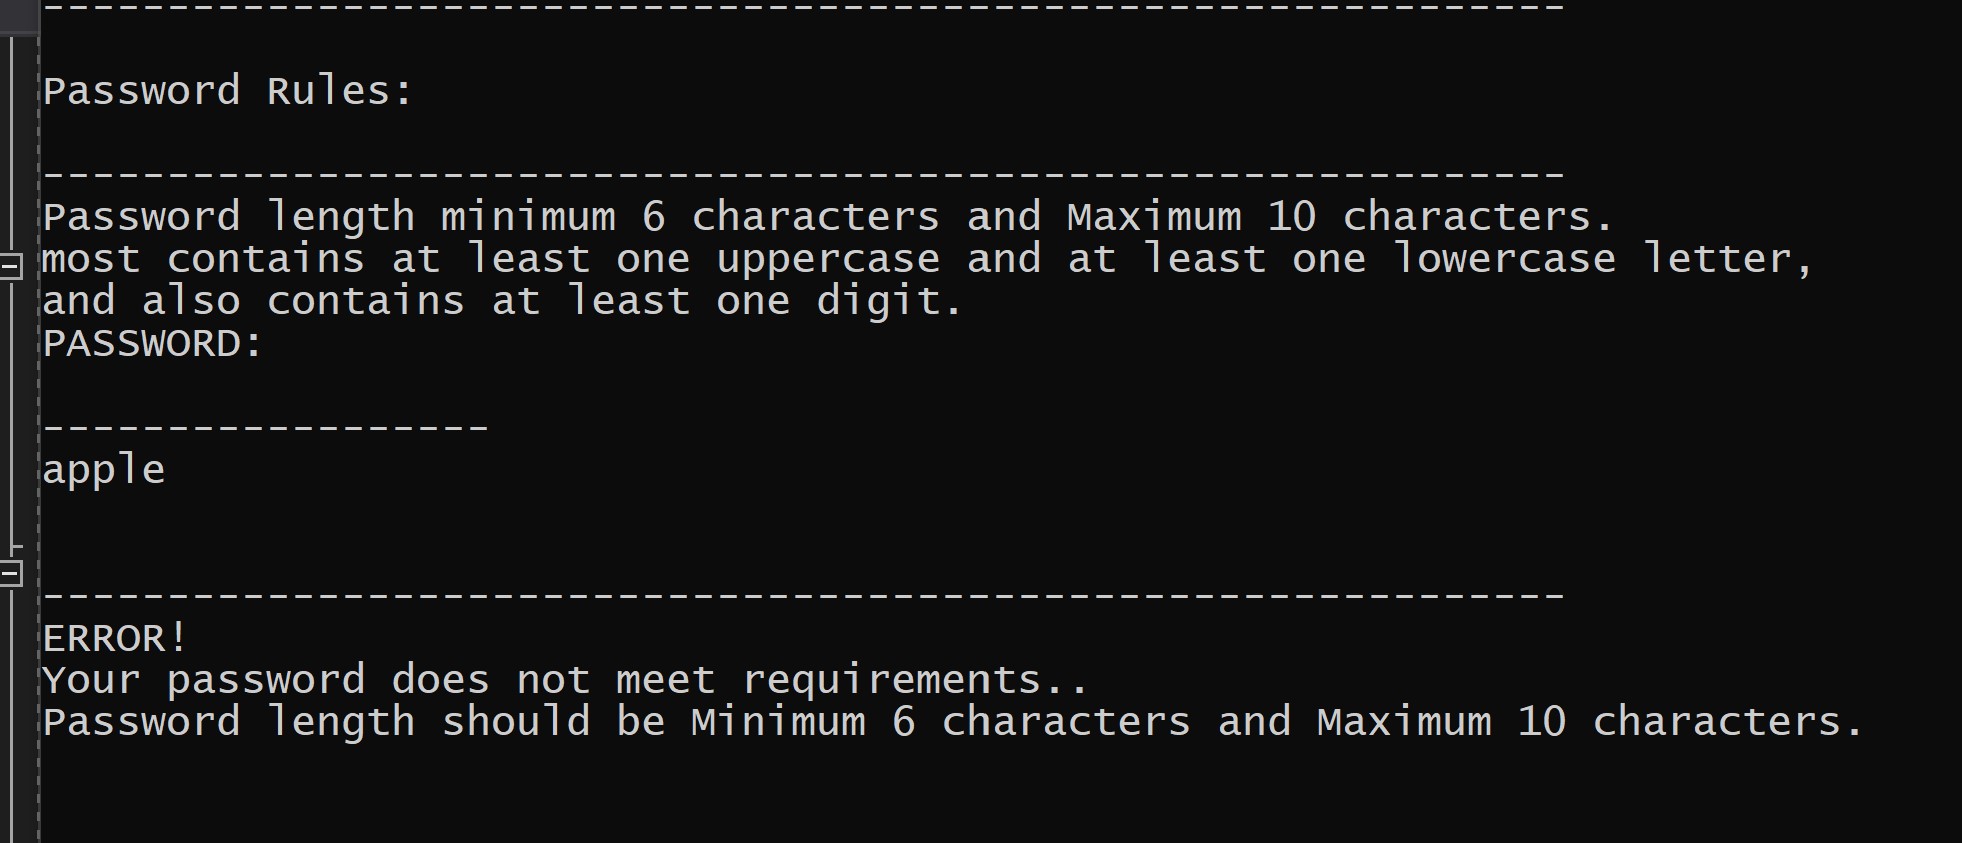 ------------------------------------------------------------- 
Password Rules:
-------------------------------------------------------------
Password length minimum 6 characters and Maximum 10 characters.
most contains at least one uppercase and at least one lowercase letter,
and also contains at least one digit.
PASSWORD:
------------------
apple
-------------------------------------------------------------
ERROR!
Your password does not meet requirements..
Password length should be Minimum 6 characters and Maximum 10 characters.